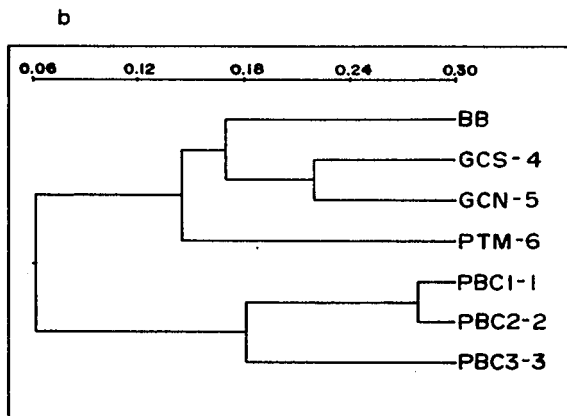 b
0.06 0.12 0.18 0.24 0.30
BB
GCS-4
GCN-5
PTM-6
PBC1-1
PBC2-2
PBC3-3